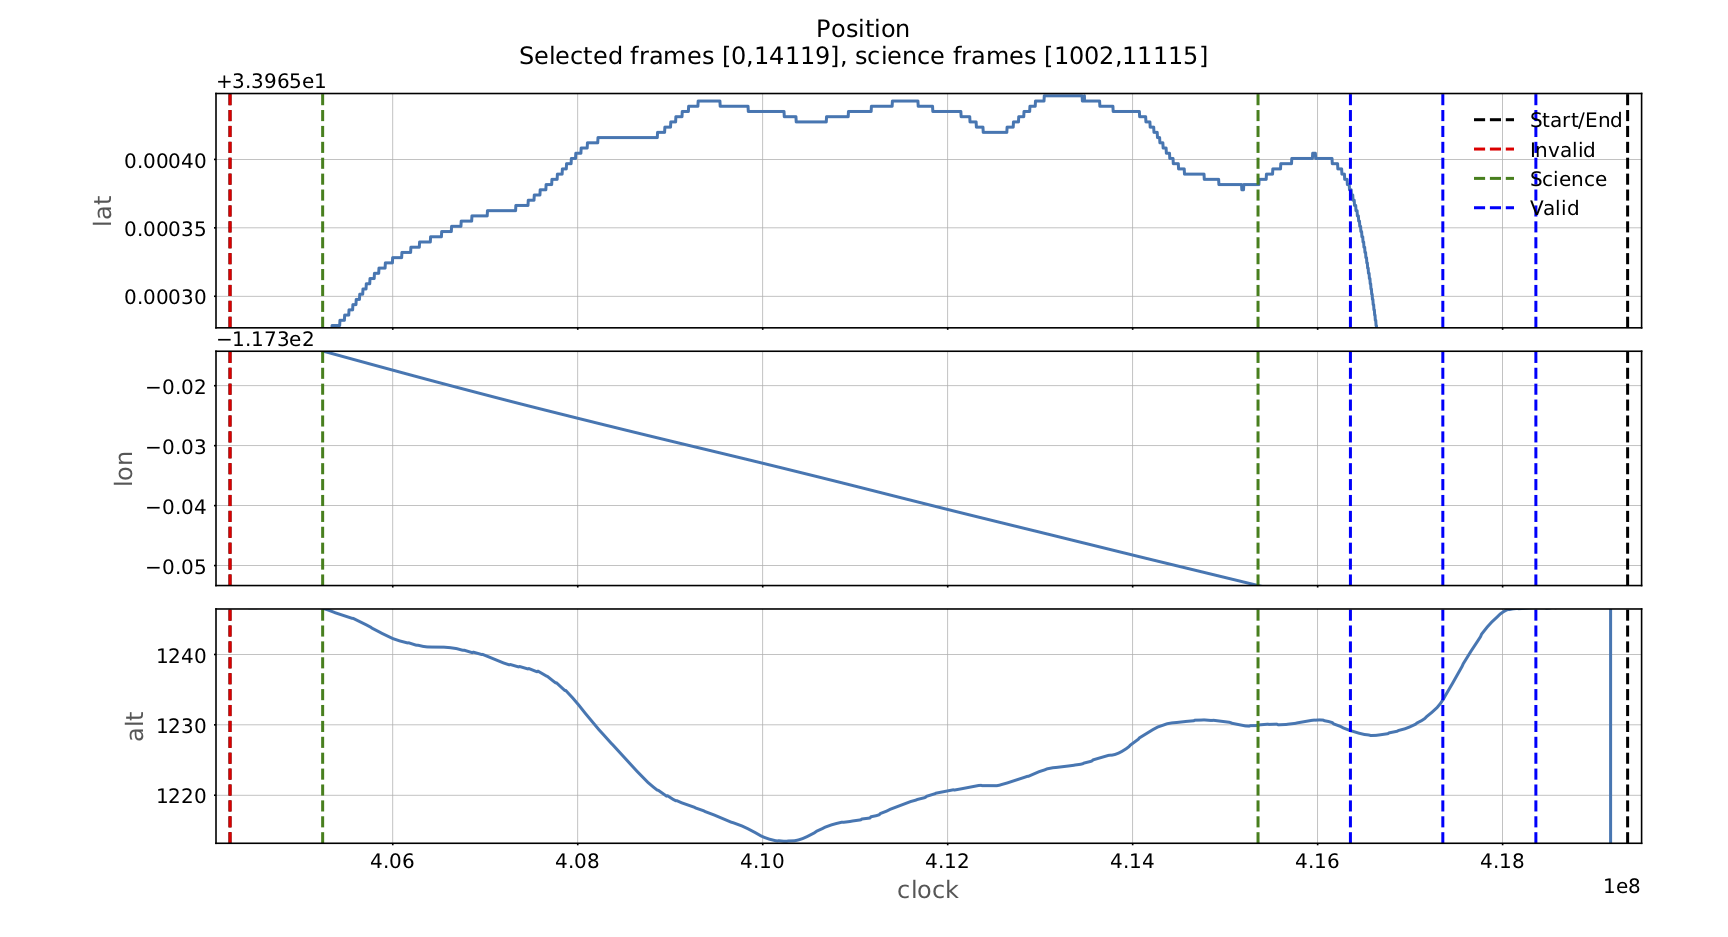 Position
Selected frames [0,14119], science frames [1002,11115]
+3.3965e1
0.00040
0.00035
0.00030
lat
Start/End
Invalid
Science
Valid
−1.173e2
−0.02
−0.03
−0.04
−0.05
lon
1240
1230
1220
alt
4.06 4.08 4.10 4.12 4.14 4.16 4.18
clock
1e8